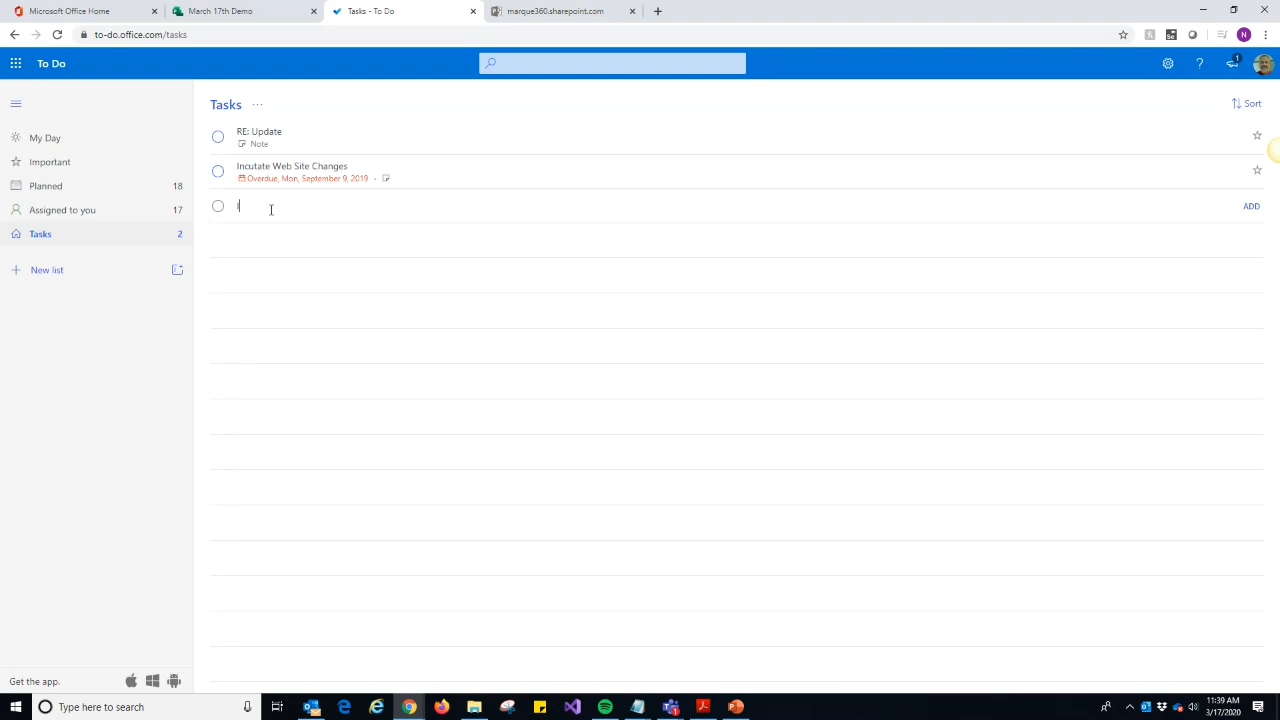 Microsoft Office Home
March 17th Demo
Tasks - To Do
marque360.sharepoint.com
to-do.office.com/tasks
N
To Do
1
Tasks
Sort
My Day
Important
Planned 18
Assigned to you 17
Tasks 2
New list
RE: Update
Note
Incutate Web Site Changes
Overdue, Mon, September 9, 2019
ADD
Get the app.
Type here to search
11:39 AM
3/17/2020